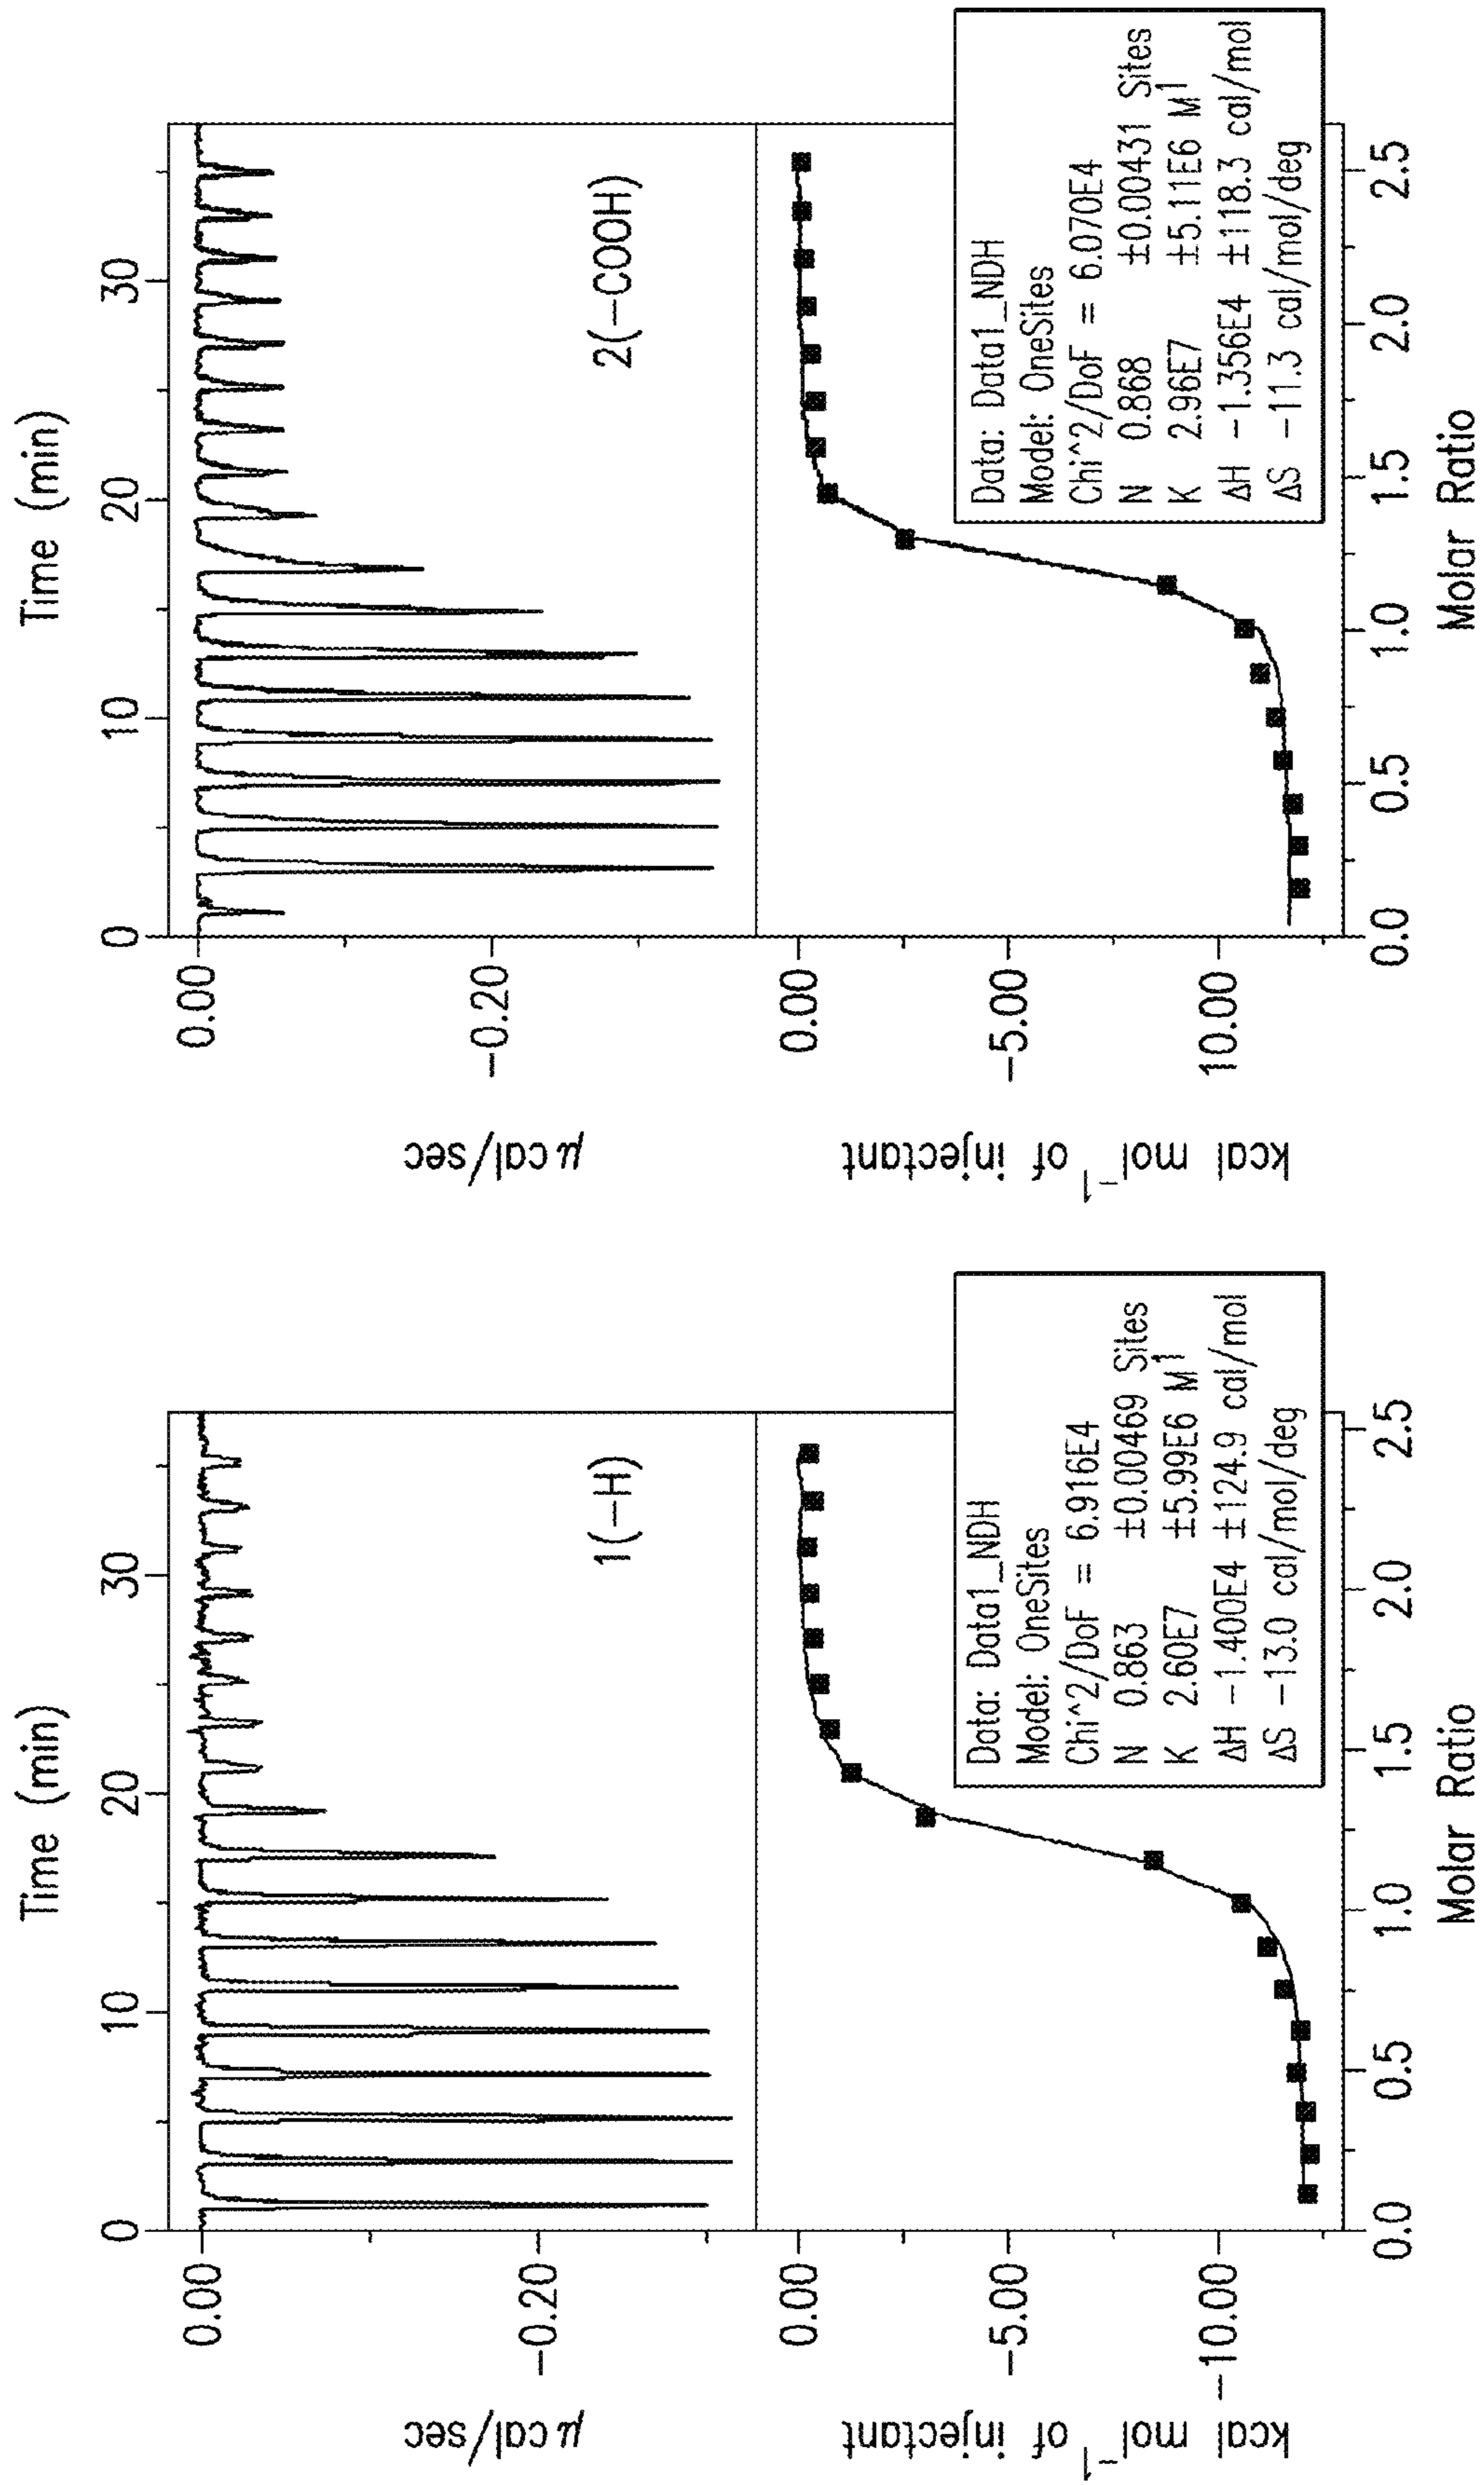 Time (min)
0
10
20
30
0.00
-0.20
μ cal/sec
1(-H)
0.00
-5.00
-10.00
kcal mol⁻¹ of injectant
Data: Data1_NDH
Model: OneSites
Chi^2/DoF = 6.916E4
N 0.863 ±0.00469 Sites
K 2.60E7 ±5.99E6 M¹
ΔH -1.400E4 ±124.9 cal/mol
ΔS -13.0 cal/mol/deg
0.0
0.5
1.0
1.5
2.0
2.5
Molar Ratio
Time (min)
0
10
20
30
0.00
-0.20
μ cal/sec
2(-COOH)
0.00
-5.00
10.00
kcal mol⁻¹ of injectant
Data: Data1_NDH
Model: OneSites
Chi^2/DoF = 6.070E4
N 0.868 ±0.00431 Sites
K 2.96E7 ±5.11E6 M¹
ΔH -1.356E4 ±118.3 cal/mol
ΔS -11.3 cal/mol/deg
0.0
0.5
1.0
1.5
2.0
2.5
Molar Ratio